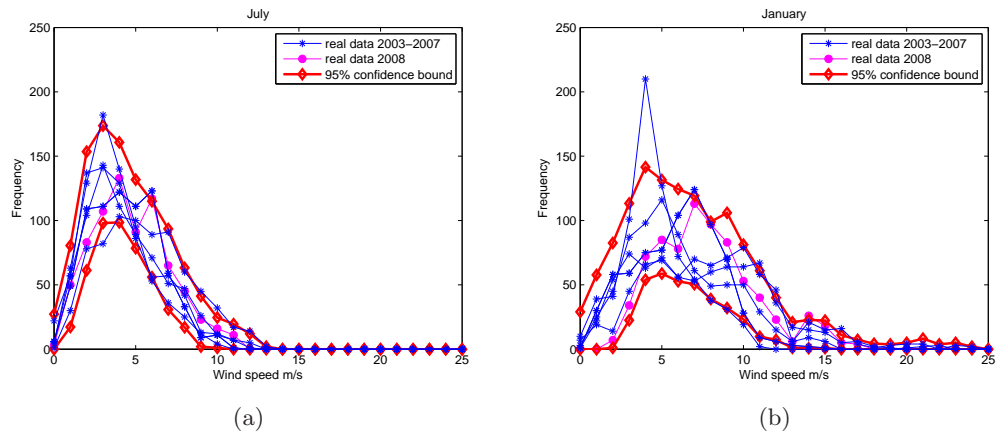 July
250
200
150
100
50
0
Frequency
0 5 10 15 20 25
Wind speed m/s
real data 2003−2007
real data 2008
95% confidence bound
(a)
January
250
200
150
100
50
0
Frequency
0 5 10 15 20 25
Wind speed m/s
real data 2003−2007
real data 2008
95% confidence bound
(b)